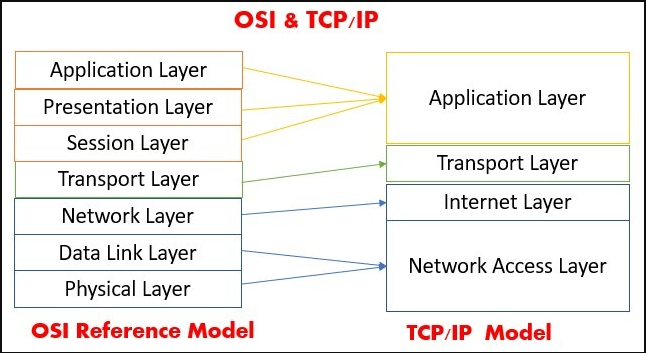 OSI & TCP/IP
Application Layer
Presentation Layer
Session Layer
Transport Layer
Network Layer
Data Link Layer
Physical Layer
OSI Reference Model
Application Layer
Transport Layer
Internet Layer
Network Access Layer
TCP/IP Model